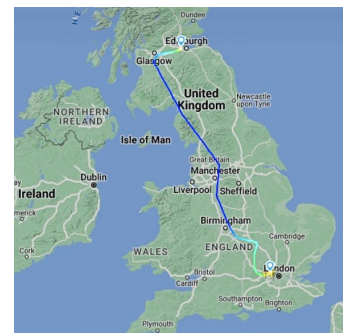 Dundee
Edinburgh
Glasgow
United
Kingdom
Newcastle
upon Tyne
NORTHERN
IRELAND
Isle of Man
Great Britain
Manchester
Dublin
Liverpool
Sheffield
Ireland
merick
Birmingham
Cambridge
WALES
ENGLAND
Cork
London
Bristol
Cardiff
Southampton
Brighton
Plymouth